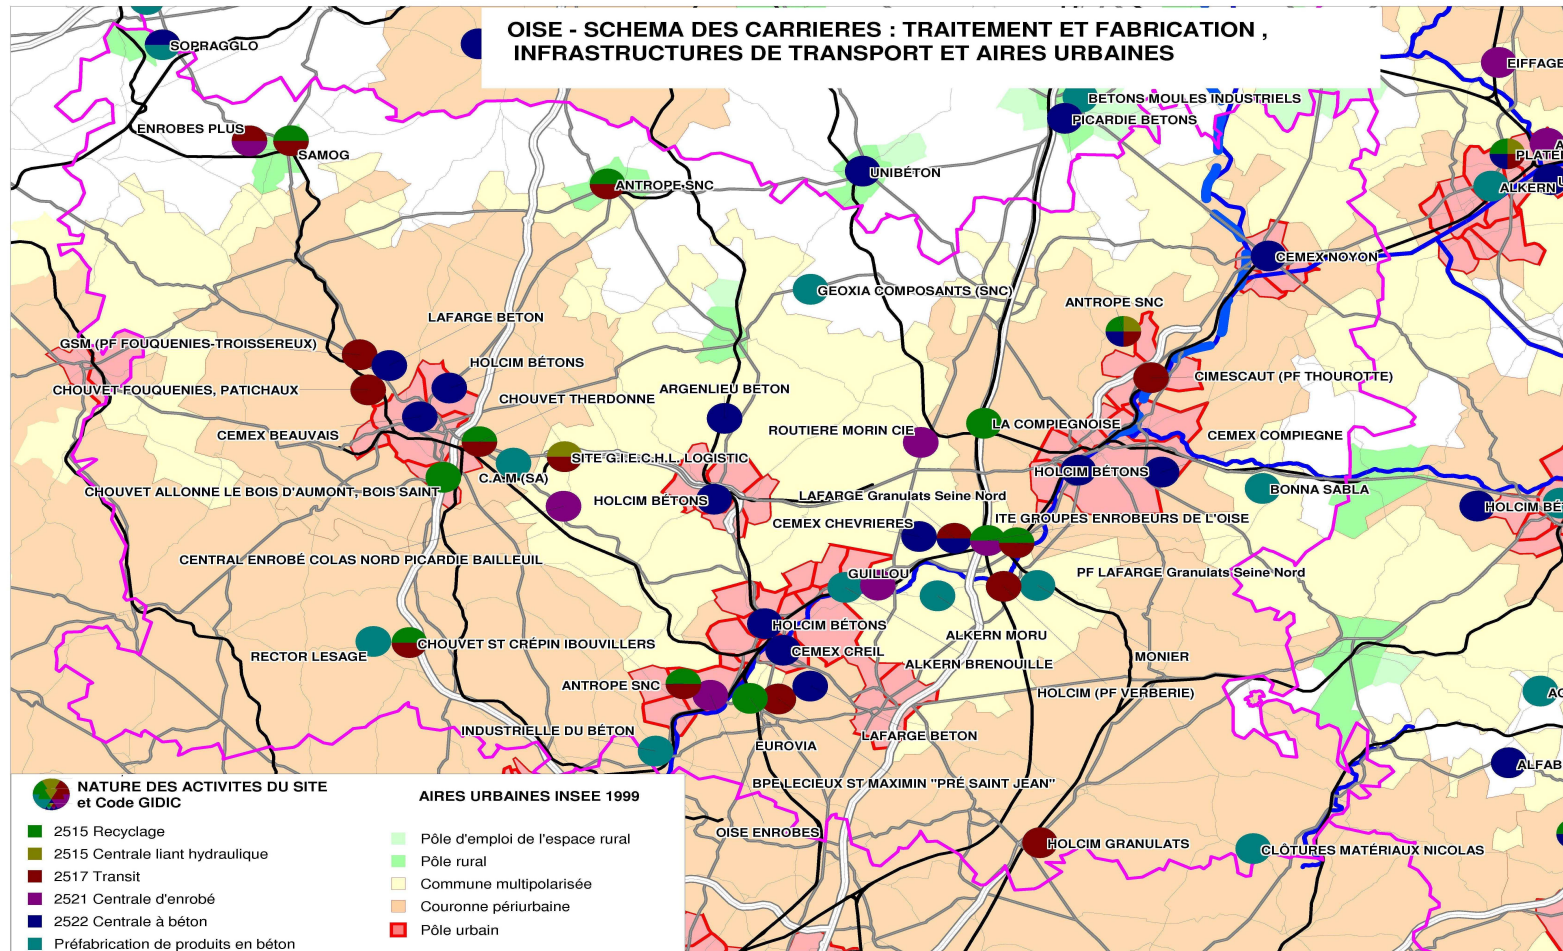 OISE - SCHEMA DES CARRIERES : TRAITEMENT ET FABRICATION ,
INFRASTRUCTURES DE TRANSPORT ET AIRES URBAINES
SOPRAGGLO
EIFFAGE
BETONS MOULES INDUSTRIELS
PICARDIE BETONS
ENROBES PLUS
SAMOG
PLATE
ANTROPE SNC
UNIBÉTON
ALKERN
CEMEX NOYON
GEOXIA COMPOSANTS (SNC)
ANTROPE SNC
LAFARGE BETON
GSM (PF FOUQUENIES-TROISSEREUX)
HOLCIM BÉTONS
CIMESCAUT (PF THOUROTTE)
CHOUVET FOUQUENIES, PATICHAUX
ARGENLIEU BETON
CHOUVET THERDONNE
LA COMPIEGNOISE
ROUTIERE MORIN CIE
CEMEX BEAUVAIS
CEMEX COMPIEGNE
SITE G.I.E.C.H.L. LOGISTIC
HOLCIM BÉTONS
C.A.M (SA)
CHOUVET ALLONNE LE BOIS D'AUMONT, BOIS SAINT
BONNA SABLA
LAFARGE Granulats Seine Nord
HOLCIM BÉTONS
HOLCIM BÉ
ITE GROUPES ENROBEURS DE L'OISE
CEMEX CHEVRIERES
CENTRAL ENROBÉ COLAS NORD PICARDIE BAILLEUIL
GUILLOU
PF LAFARGE Granulats Seine Nord
HOLCIM BÉTONS
ALKERN MORU
CHOUVET ST CRÉPIN IBOUVILLERS
CEMEX CREIL
RECTOR LESAGE
ALKERN BRENOUILLE
MONIER
ANTROPE SNC
HOLCIM (PF VERBERIE)
AC
INDUSTRIELLE DU BÉTON
LAFARGE BETON
EUROVIA
ALFAB
BPE LECIEUX ST MAXIMIN "PRÉ SAINT JEAN"
OISE ENROBES
HOLCIM GRANULATS
CLÔTURES MATÉRIAUX NICOLAS
NATURE DES ACTIVITES DU SITE
et Code GIDIC
2515 Recyclage
2515 Centrale liant hydraulique
2517 Transit
2521 Centrale d'enrobé
2522 Centrale à béton
Préfabrication de produits en béton
AIRES URBAINES INSEE 1999
Pôle d'emploi de l'espace rural
Pôle rural
Commune multipolarisée
Couronne périurbaine
Pôle urbain